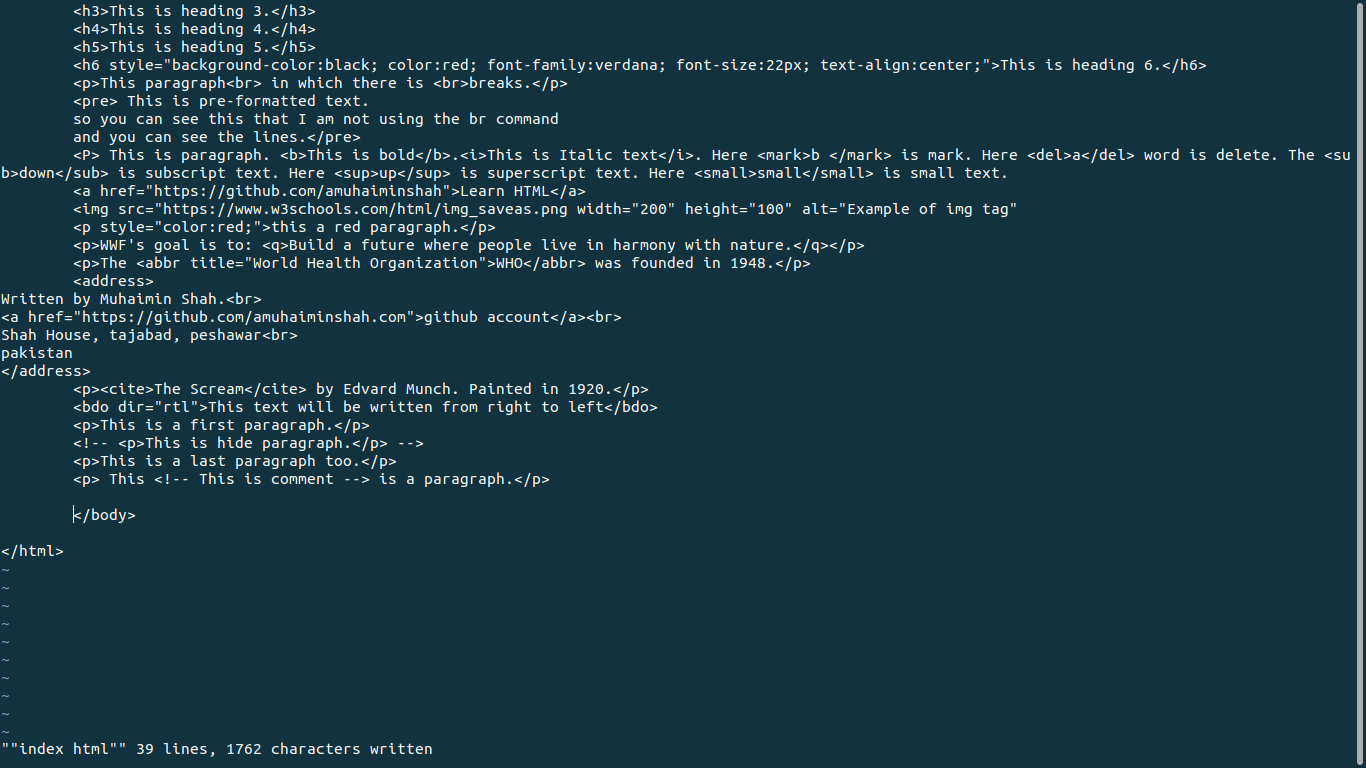 <h3>This is heading 3.</h3>
<h4>This is heading 4.</h4>
<h5>This is heading 5.</h5>
<h6 style="background-color:black; color:red; font-family:verdana; font-size:22px; text-align:center;">This is heading 6.</h6>
<p>This paragraph<br> in which there is <br>breaks.</p>
<pre> This is pre-formatted text.
so you can see this that I am not using the br command
and you can see the lines.</pre>
<P> This is paragraph. <b>This is bold</b>.<i>This is Italic text</i>. Here <mark>b </mark> is mark. Here <del>a</del> word is delete. The <su
b>down</sub> is subscript text. Here <sup>up</sup> is superscript text. Here <small>small</small> is small text.
<a href="https://github.com/amuhaiminshah">Learn HTML</a>
<img src="https://www.w3schools.com/html/img_saveas.png width="200" height="100" alt="Example of img tag"
<p style="color:red;">this a red paragraph.</p>
<p>WWF's goal is to: <q>Build a future where people live in harmony with nature.</q></p>
<p>The <abbr title="World Health Organization">WHO</abbr> was founded in 1948.</p>
<address>
Written by Muhaimin Shah.<br>
<a href="https://github.com/amuhaiminshah.com">github account</a><br>
Shah House, tajabad, peshawar<br>
pakistan
</address>
<p><cite>The Scream</cite> by Edvard Munch. Painted in 1920.</p>
<bdo dir="rtl">This text will be written from right to left</bdo>
<p>This is a first paragraph.</p>
<!-- <p>This is hide paragraph.</p> -->
<p>This is a last paragraph too.</p>
<p> This <!-- This is comment --> is a paragraph.</p>
</body>
</html>
~
~
~
~
~
~
~
~
~
~
""index html"" 39 lines, 1762 characters written